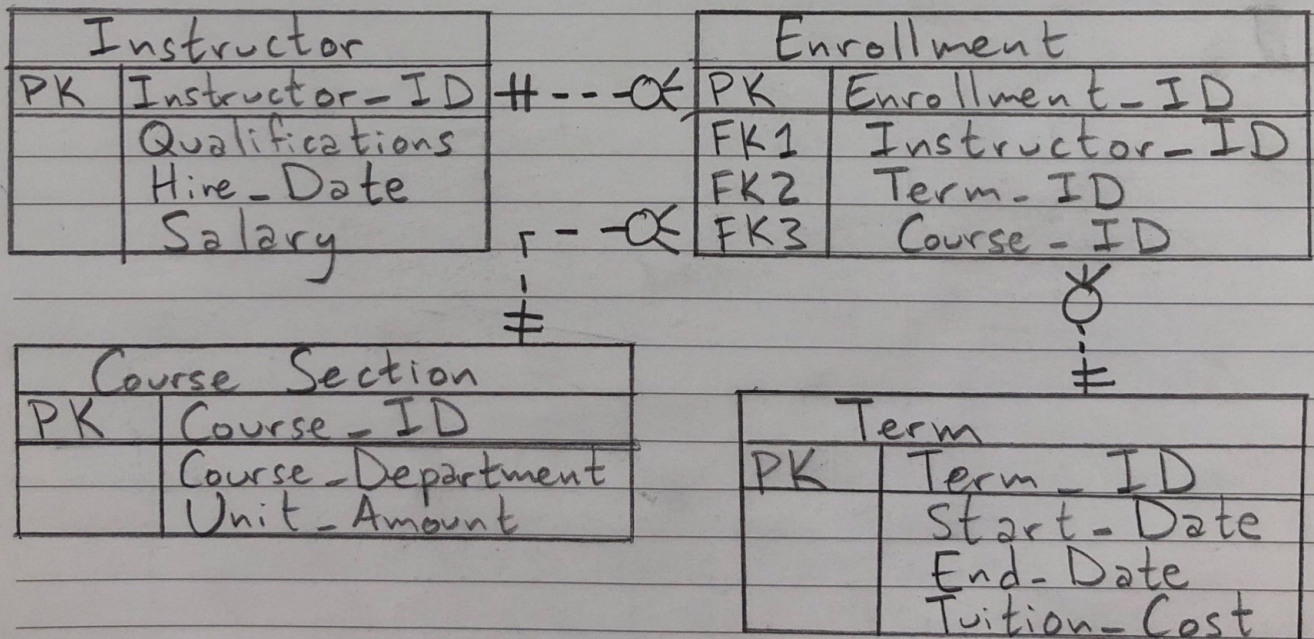 Instructor
PK Instructor_ID
Qualifications
Hire_Date
Salary
Enrollment
PK Enrollment_ID
FK1 Instructor_ID
FK2 Term_ID
FK3 Course_ID
Course Section
PK Course_ID
Course_Department
Unit_Amount
Term
PK Term_ID
Start_Date
End_Date
Tuition_Cost